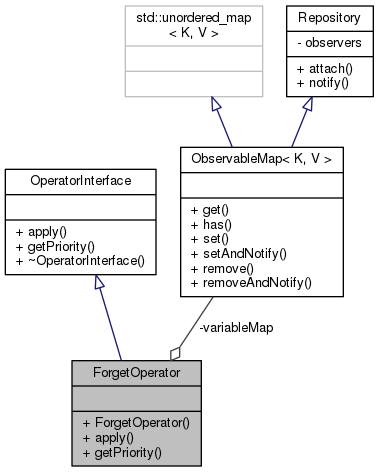 std::unordered_map
< K, V >
Repository
- observers
+ attach()
+ notify()
ObservableMap< K, V >
+ get()
+ has()
+ set()
+ setAndNotify()
+ remove()
+ removeAndNotify()
OperatorInterface
+ apply()
+ getPriority()
+ ~OperatorInterface()
-variableMap
ForgetOperator
+ ForgetOperator()
+ apply()
+ getPriority()